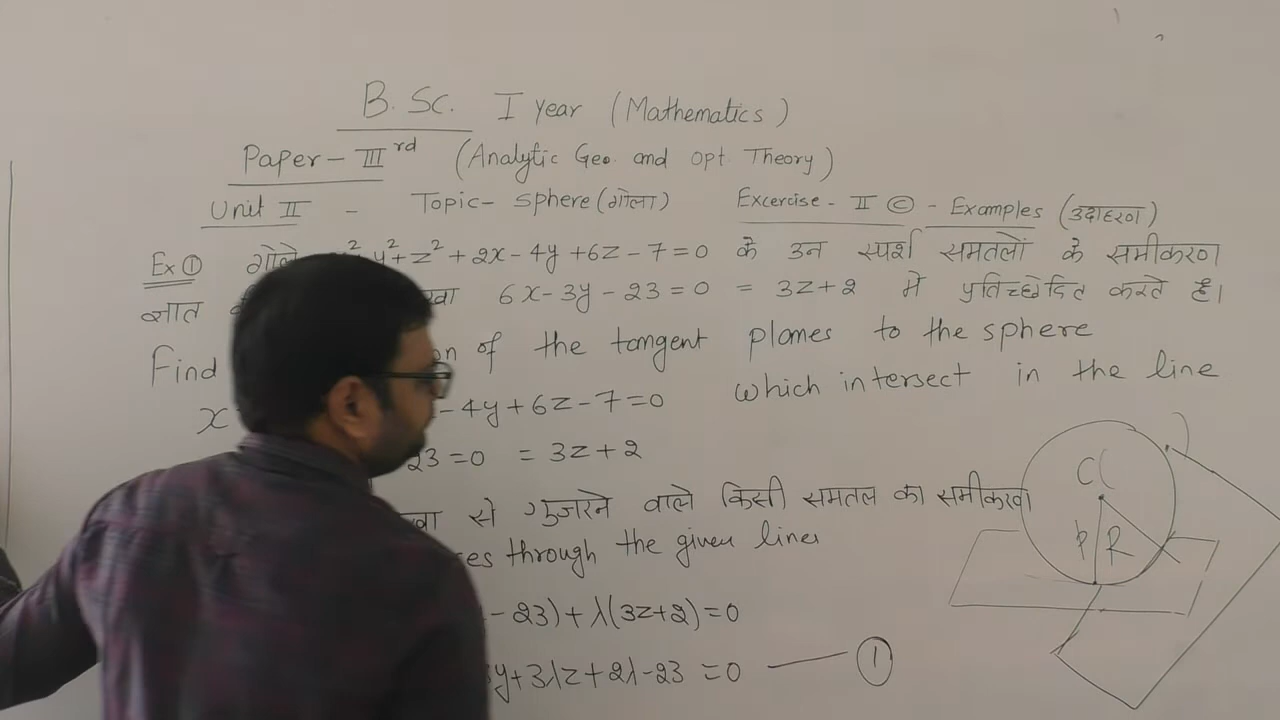 B.Sc. I year (Mathematics)
Paper-III rd (Analytic Geo. and Opt. Theory)
Unit II - Topic- Sphere (गोला) Excercise - II © - Examples (उदाहरण)
Ex ① गोले y²+z²+2x-4y+6z-7=0 के उन स्पर्श समतलों के समीकरण
ज्ञात 6x-3y-23=0 = 3z+2 में प्रतिच्छेदित करते है।
Find of the tangent planes to the sphere
x -4y+6z-7=0 which intersect in the line
23=0 = 3z+2
से गुजरने वाले किसी समतल का समीकरण
through the given line
-23)+λ(3z+2)=0
y+3λz+2λ-23=0 — ①
C
p R